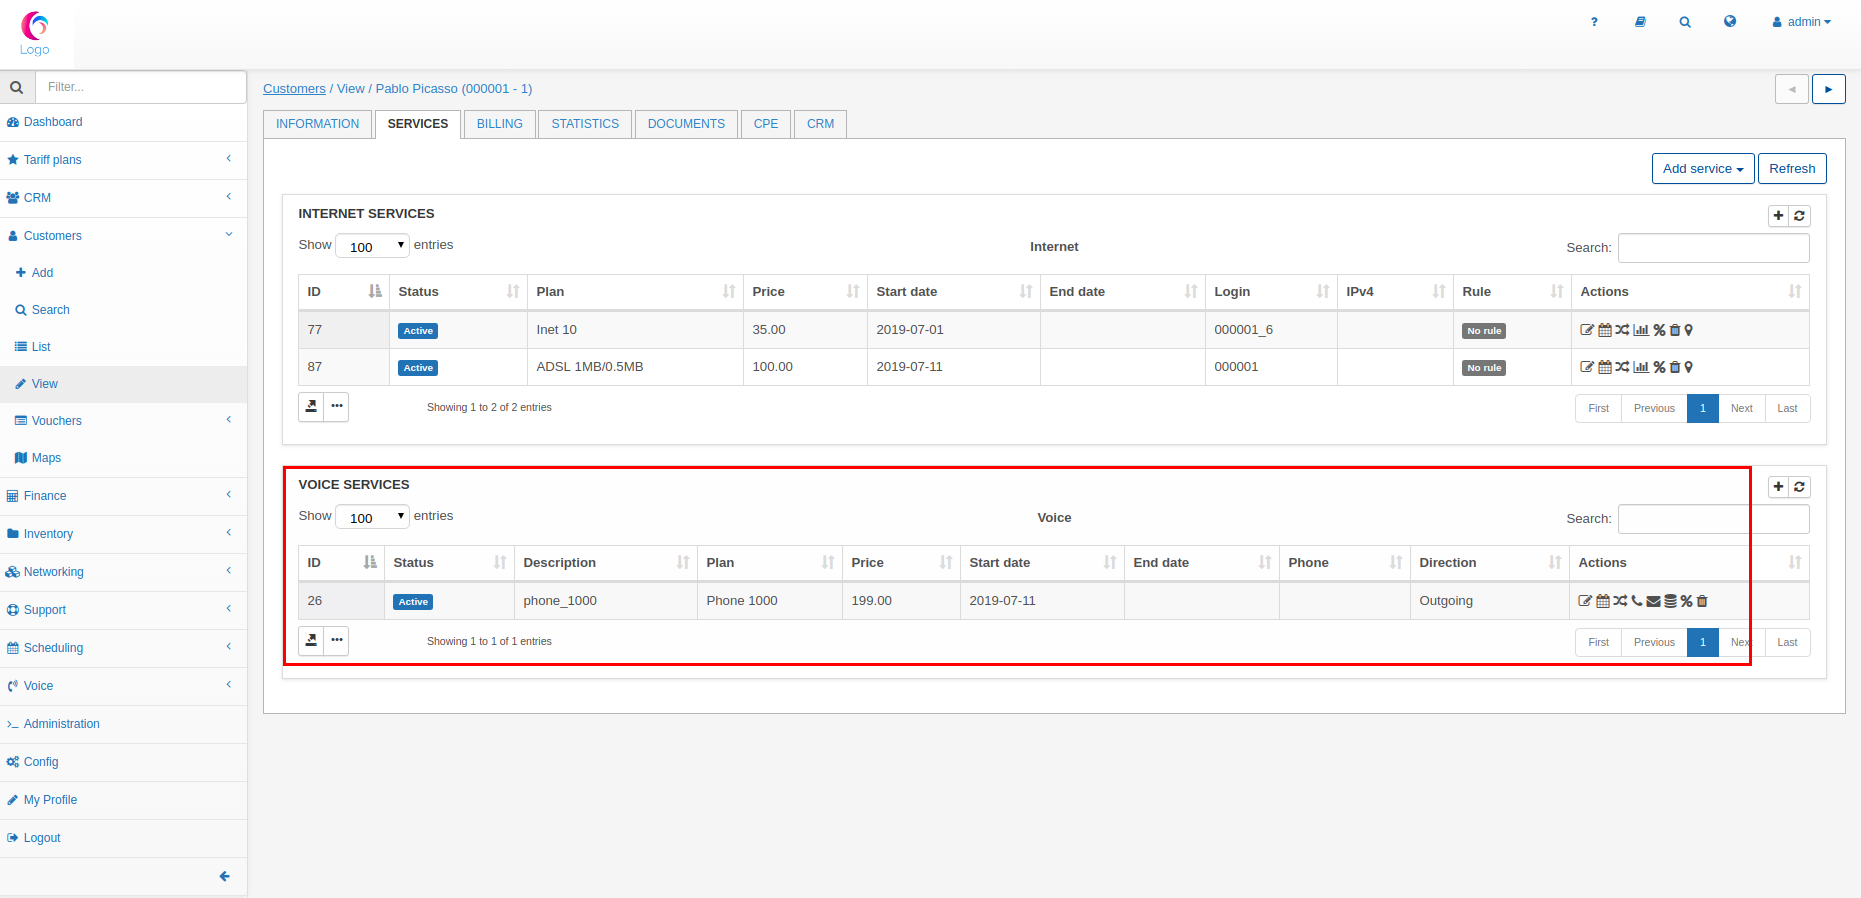 Logo
? admin
Filter...
Dashboard
Tariff plans
CRM
Customers
Add
Search
List
View
Vouchers
Maps
Finance
Inventory
Networking
Support
Scheduling
Voice
Administration
Config
My Profile
Logout
Customers / View / Pablo Picasso (000001 - 1)
INFORMATION SERVICES BILLING STATISTICS DOCUMENTS CPE CRM
Add service Refresh
INTERNET SERVICES
Show 100 entries Internet Search:
ID Status Plan Price Start date End date Login IPv4 Rule Actions
77 Active Inet 10 35.00 2019-07-01 000001_6 No rule
87 Active ADSL 1MB/0.5MB 100.00 2019-07-11 000001 No rule
Showing 1 to 2 of 2 entries First Previous 1 Next Last
VOICE SERVICES
Show 100 entries Voice Search:
ID Status Description Plan Price Start date End date Phone Direction Actions
26 Active phone_1000 Phone 1000 199.00 2019-07-11 Outgoing
Showing 1 to 1 of 1 entries First Previous 1 Next Last